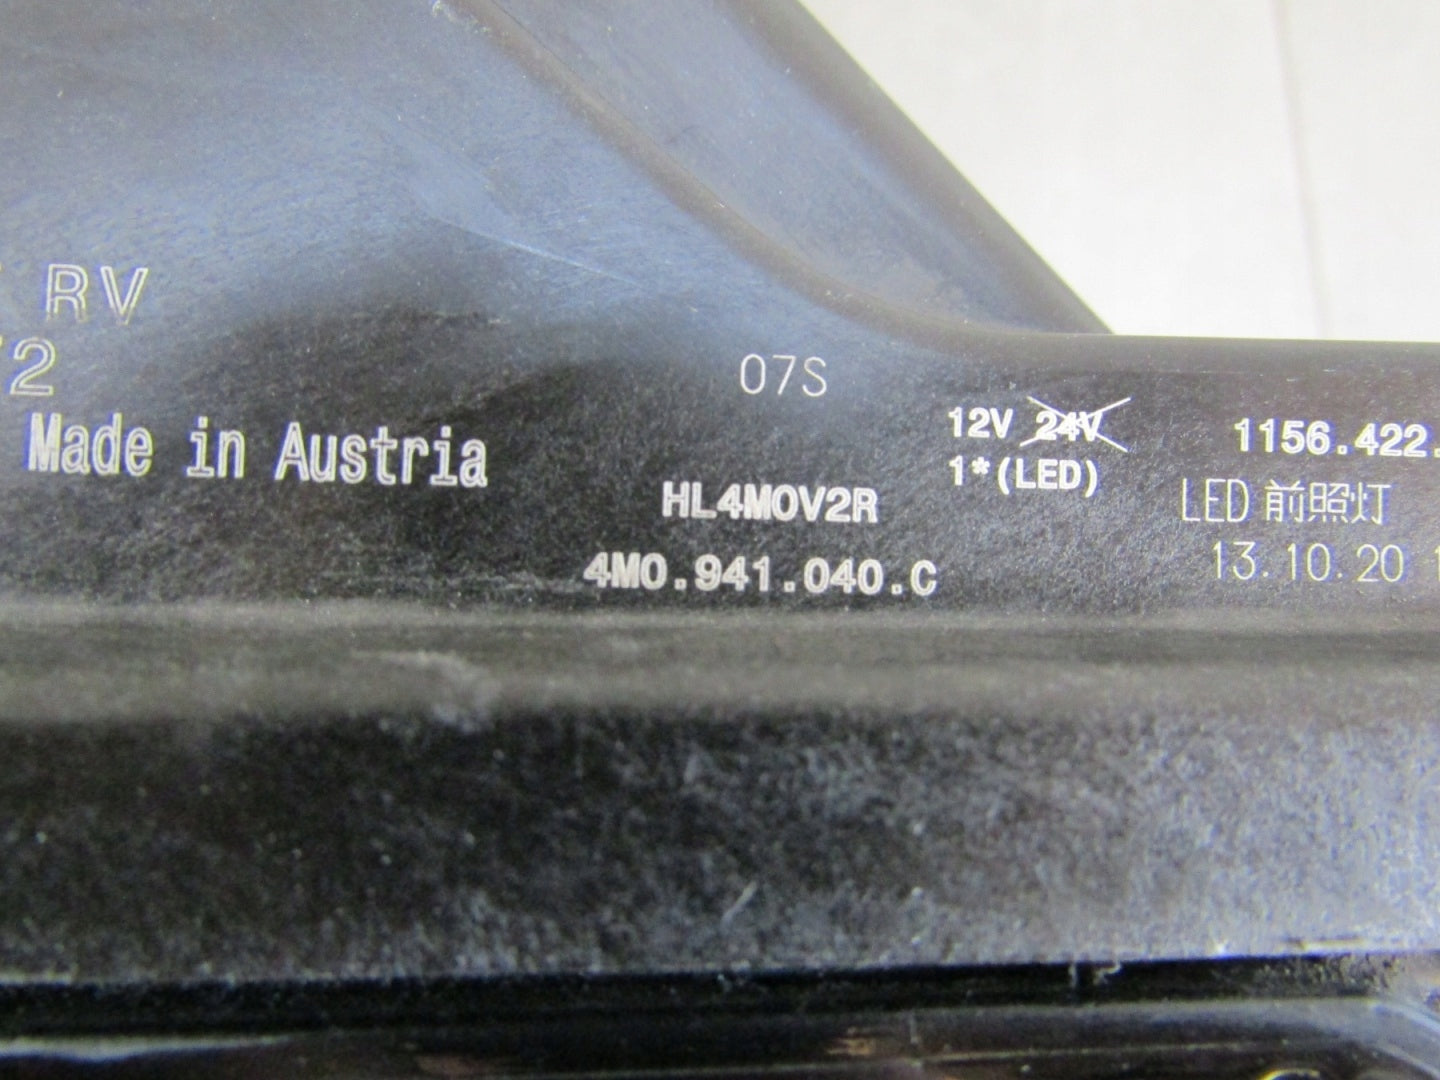 RV
2
Made in Austria
07S
HL4M0V2R
4M0.941.040.C
12V 24V
1*(LED)
1156.422.
LED 前照灯
13.10.20 1